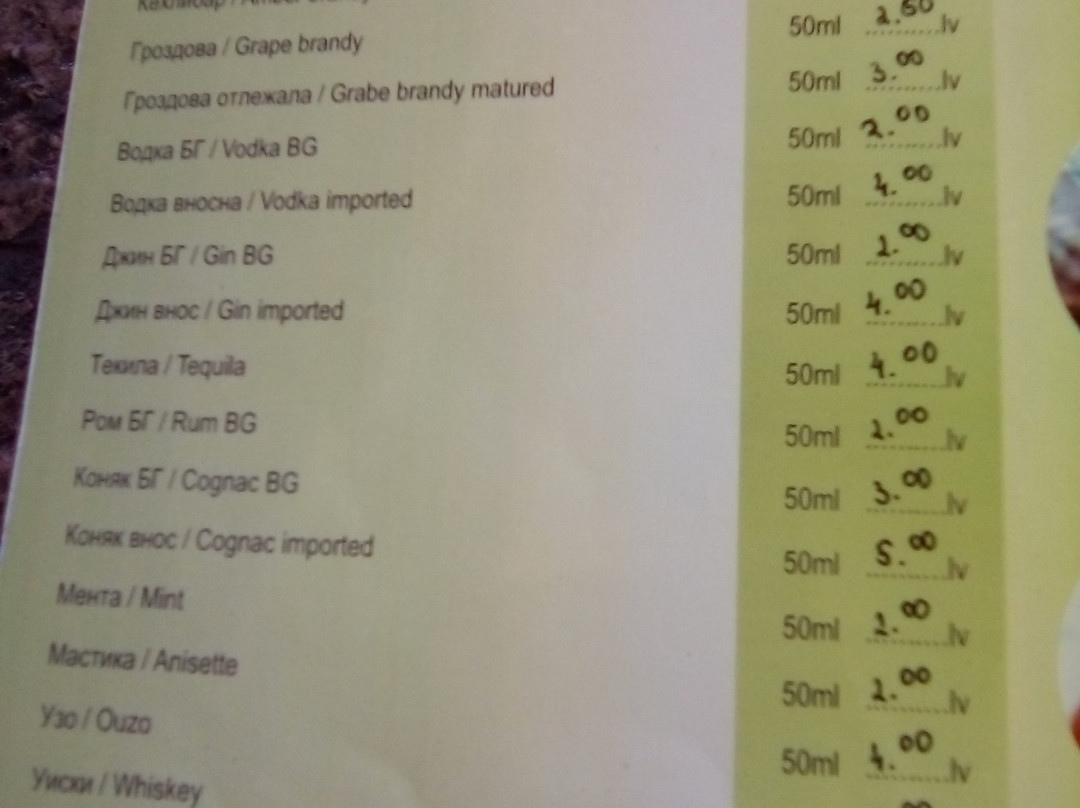 Гроздова / Grape brandy 50ml 2.50 lv
Гроздова отлежала / Grabe brandy matured 50ml 3.00 lv
Водка БГ / Vodka BG 50ml 2.00 lv
Водка вносна / Vodka imported 50ml 4.00 lv
Джин БГ / Gin BG 50ml 2.00 lv
Джин внос / Gin imported 50ml 4.00 lv
Текила / Tequila 50ml 4.00 lv
Ром БГ / Rum BG 50ml 2.00 lv
Коняк БГ / Cognac BG 50ml 3.00 lv
Коняк внос / Cognac imported 50ml 5.00 lv
Мента / Mint 50ml 2.00 lv
Мастика / Anisette 50ml 2.00 lv
Узо / Ouzo 50ml 4.00 lv
Уиски / Whiskey